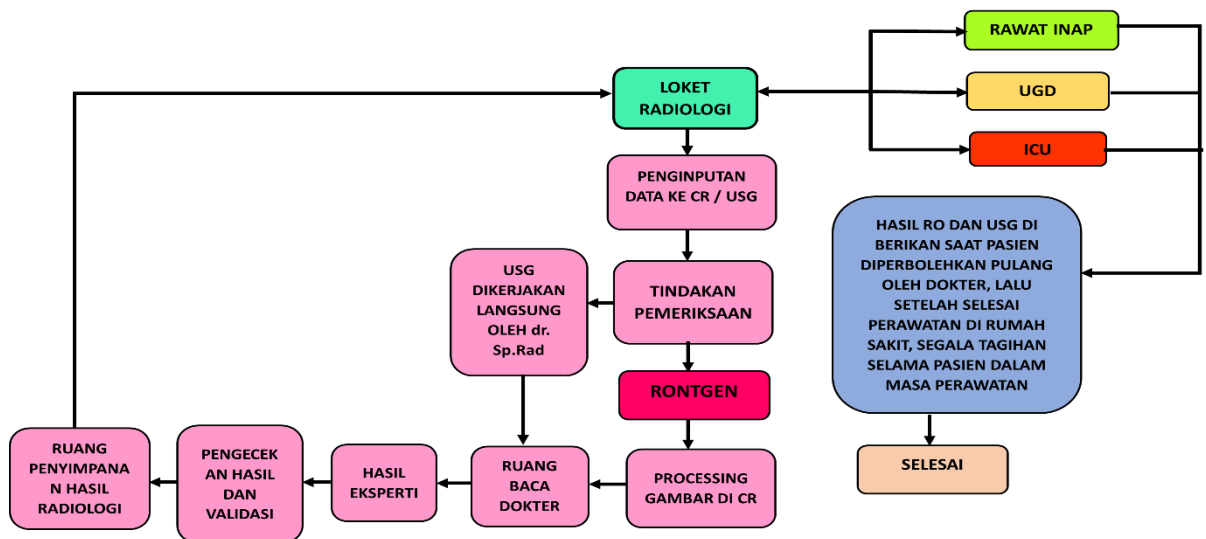 RAWAT INAP
LOKET
RADIOLOGI
UGD
ICU
PENGINPUTAN
DATA KE CR / USG
HASIL RO DAN USG DI
BERIKAN SAAT PASIEN
DIPERBOLEHKAN PULANG
OLEH DOKTER, LALU
SETELAH SELESAI
PERAWATAN DI RUMAH
SAKIT, SEGALA TAGIHAN
SELAMA PASIEN DALAM
MASA PERAWATAN
USG
DIKERJAKAN
LANGSUNG
OLEH dr.
Sp.Rad
TINDAKAN
PEMERIKSAAN
RONTGEN
RUANG
PENYIMPANA
N HASIL
RADIOLOGI
PENGECEK
AN HASIL
DAN
VALIDASI
HASIL
EKSPERTI
RUANG
BACA
DOKTER
PROCESSING
GAMBAR DI CR
SELESAI